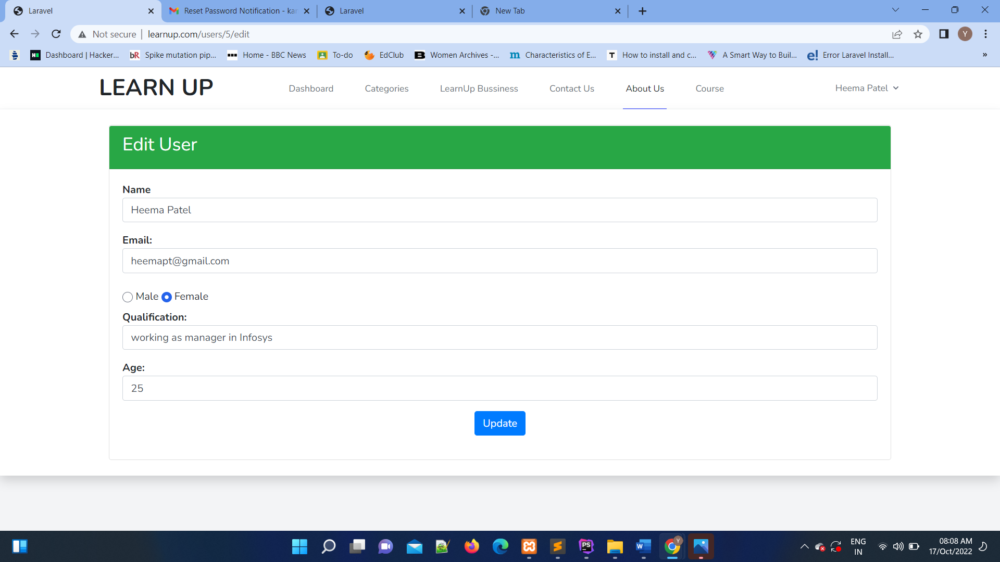 Laravel
Reset Password Notification - kar
Laravel
New Tab
Not secure learnup.com/users/5/edit
Y
Dashboard | Hacker...
bR Spike mutation pip...
Home - BBC News
To-do
EdClub
B Women Archives -...
m Characteristics of E...
T How to install and c...
A Smart Way to Buil...
e! Error Laravel Install...
»
LEARN UP
Dashboard
Categories
LearnUp Bussiness
Contact Us
About Us
Course
Heema Patel
Edit User
Name
Heema Patel
Email:
heemapt@gmail.com
Male Female
Qualification:
working as manager in Infosys
Age:
25
Update
PS
W
Y
ENG
IN
08:08 AM
17/Oct/2022